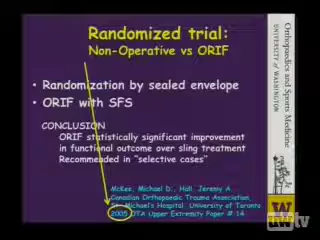 Randomized trial:
Non-Operative vs ORIF
• Randomization by sealed envelope
• ORIF with SFS
CONCLUSION
ORIF statistically significant improvement
in functional outcome over sling treatment
Recommended in "selective cases"
McKee, Michael D., Hall, Jeremy A.
Canadian Orthopaedic Trauma Association,
St. Michael's Hospital, University of Toronto
2005 OTA Upper Extremity Paper # 14
Orthopaedics and Sports Medicine
UNIVERSITY OF WASHINGTON
UW tv